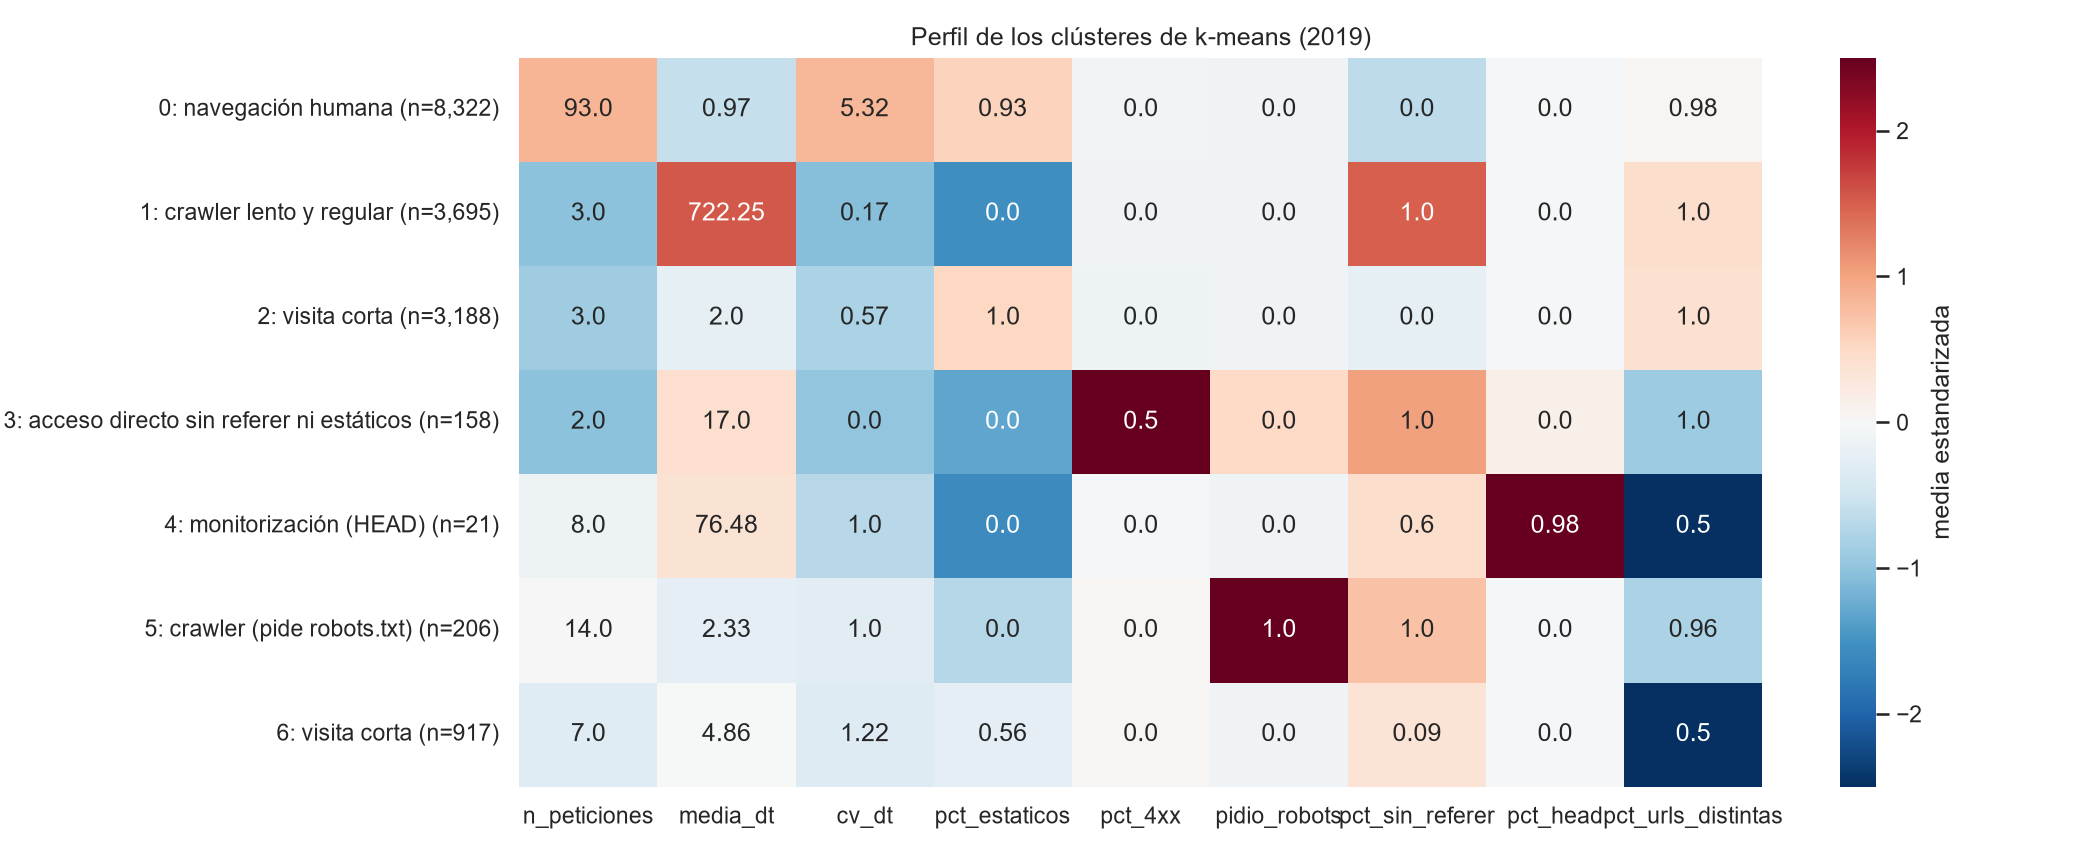 Perfil de los clústeres de k-means (2019)
0: navegación humana (n=8,322) 93.0 0.97 5.32 0.93 0.0 0.0 0.0 0.0 0.98
1: crawler lento y regular (n=3,695) 3.0 722.25 0.17 0.0 0.0 0.0 1.0 0.0 1.0
2: visita corta (n=3,188) 3.0 2.0 0.57 1.0 0.0 0.0 0.0 0.0 1.0
3: acceso directo sin referer ni estáticos (n=158) 2.0 17.0 0.0 0.0 0.5 0.0 1.0 0.0 1.0
4: monitorización (HEAD) (n=21) 8.0 76.48 1.0 0.0 0.0 0.0 0.6 0.98 0.5
5: crawler (pide robots.txt) (n=206) 14.0 2.33 1.0 0.0 0.0 1.0 1.0 0.0 0.96
6: visita corta (n=917) 7.0 4.86 1.22 0.56 0.0 0.0 0.09 0.0 0.5
n_peticiones media_dt cv_dt pct_estaticos pct_4xx pidio_robots pct_sin_referer pct_head pct_urls_distintas
2
1
0
−1
−2
media estandarizada